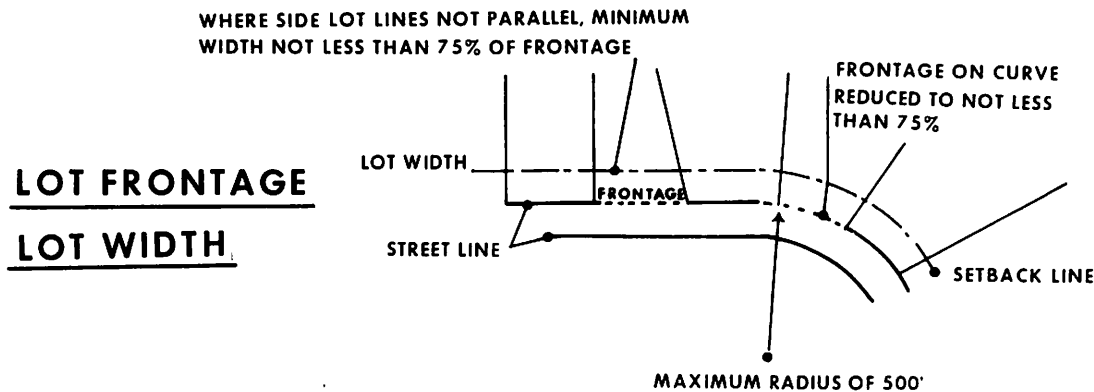 WHERE SIDE LOT LINES NOT PARALLEL, MINIMUM
WIDTH NOT LESS THAN 75% OF FRONTAGE
FRONTAGE ON CURVE
REDUCED TO NOT LESS
THAN 75%
LOT WIDTH
LOT FRONTAGE
FRONTAGE
LOT WIDTH
STREET LINE
SETBACK LINE
MAXIMUM RADIUS OF 500'